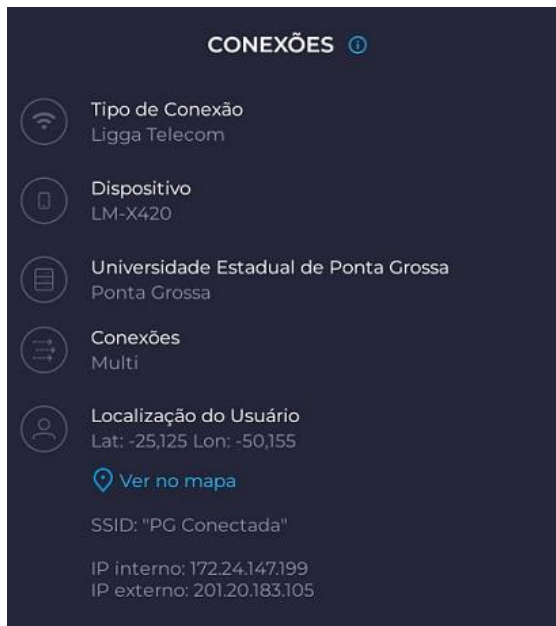 CONEXÕES
Tipo de Conexão
Ligga Telecom
Dispositivo
LM-X420
Universidade Estadual de Ponta Grossa
Ponta Grossa
Conexões
Multi
Localização do Usuário
Lat: -25,125 Lon: -50,155
Ver no mapa
SSID: "PG Conectada"
IP interno: 172.24.147.199
IP externo: 201.20.183.105